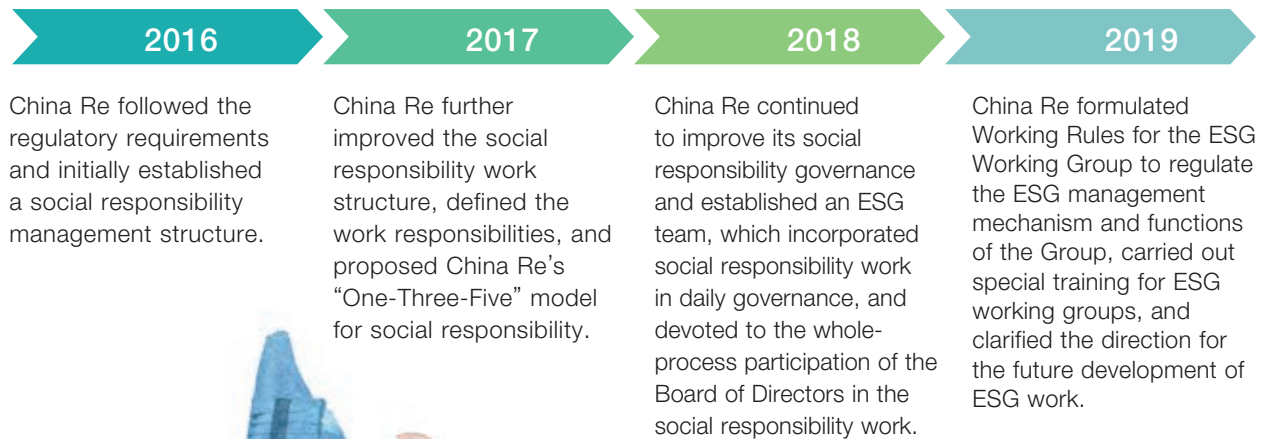 2016
China Re followed the
regulatory requirements
and initially established
a social responsibility
management structure.
2017
China Re further
improved the social
responsibility work
structure, defined the
work responsibilities, and
proposed China Re’s
“One-Three-Five” model
for social responsibility.
2018
China Re continued
to improve its social
responsibility governance
and established an ESG
team, which incorporated
social responsibility work
in daily governance, and
devoted to the whole-
process participation of the
Board of Directors in the
social responsibility work.
2019
China Re formulated
Working Rules for the ESG
Working Group to regulate
the ESG management
mechanism and functions
of the Group, carried out
special training for ESG
working groups, and
clarified the direction for
the future development of
ESG work.